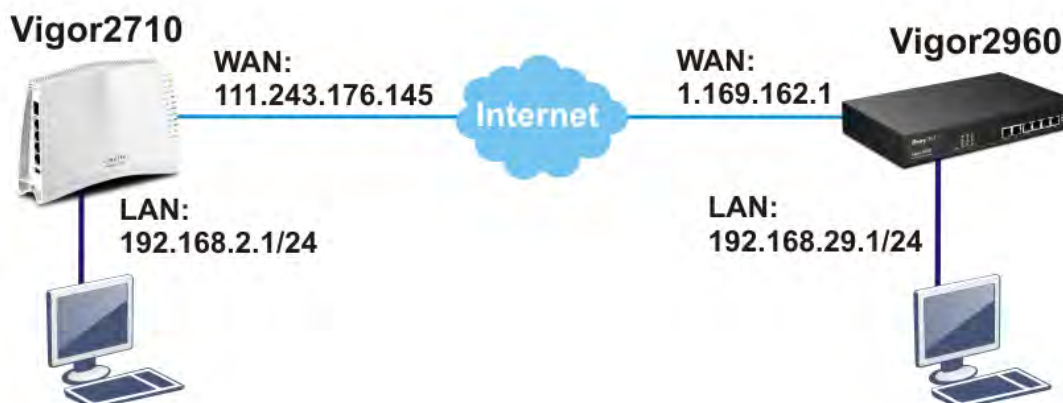 Vigor2710
WAN:
111.243.176.145
Internet
WAN:
1.169.162.1
Vigor2960
LAN:
192.168.2.1/24
LAN:
192.168.29.1/24